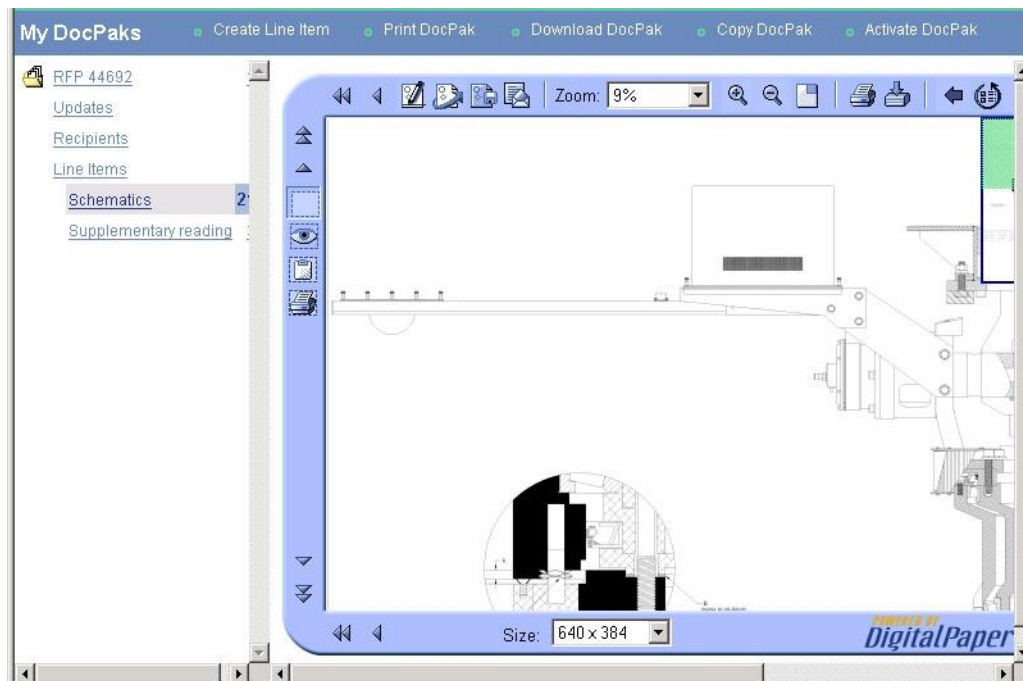 My DocPaks
Create Line Item
Print DocPak
Download DocPak
Copy DocPak
Activate DocPak
RFP 44692
Updates
Recipients
Line Items
Schematics
Supplementary reading
Zoom: 9%
Size: 640 x 384
POWERED BY
DigitalPaper